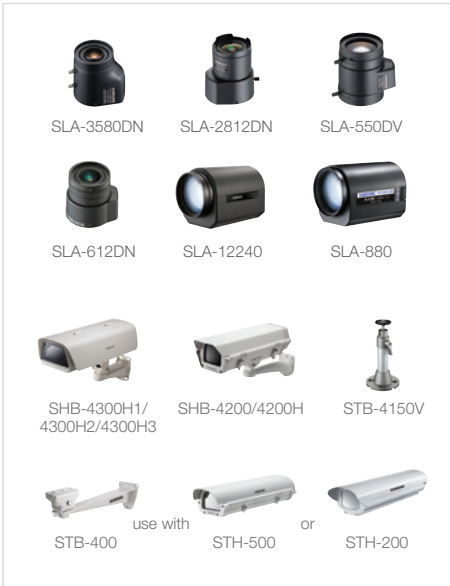 SLA-3580DN SLA-2812DN SLA-550DV
SLA-612DN SLA-12240 SLA-880
SHB-4300H1/ SHB-4200/4200H STB-4150V
4300H2/4300H3
use with or
STB-400 STH-500 STH-200